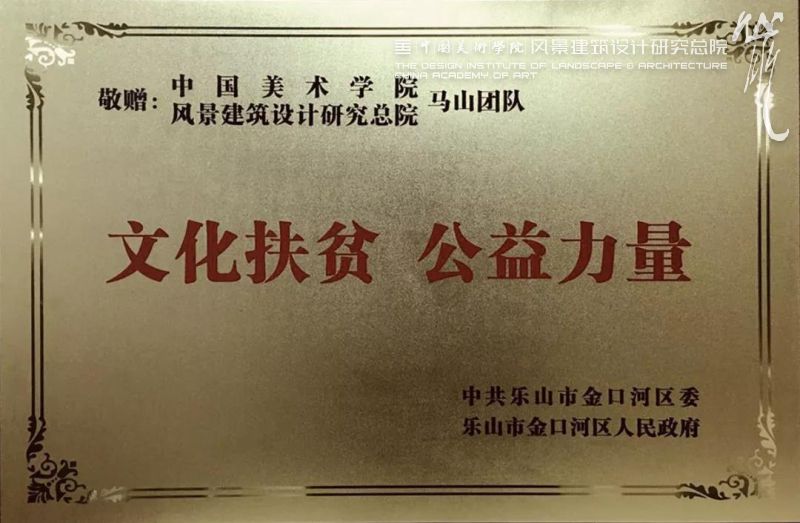 中国美術学院 风景建筑设计研究总院
THE DESIGN INSTITUTE OF LANDSCAPE & ARCHITECTURE
CHINA ACADEMY OF ART
敬赠：中国美术学院
风景建筑设计研究总院 马山团队
文化扶贫 公益力量
中共乐山市金口河区委
乐山市金口河区人民政府